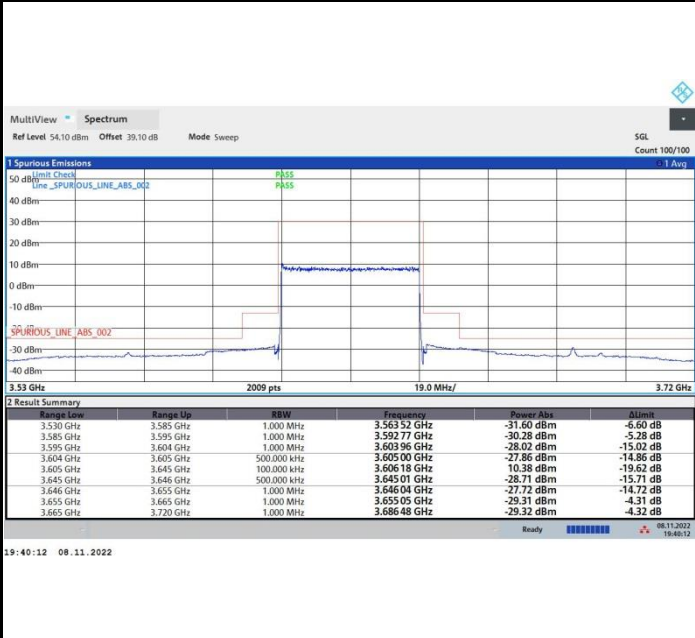 MultiView Spectrum
Ref Level 54.10 dBm Offset 39.10 dB Mode Sweep SGL
Count 100/100
1 Spurious Emissions 1 Avg
Limit Check PASS
50 dBm
Line _SPURIOUS_LINE_ABS_002 PASS
40 dBm
30 dBm
20 dBm
10 dBm
0 dBm
-10 dBm
-20 dBm
_SPURIOUS_LINE_ABS_002
-30 dBm
-40 dBm
3.53 GHz 2009 pts 19.0 MHz/ 3.72 GHz
2 Result Summary
Range Low Range Up RBW Frequency Power Abs ΔLimit
3.530 GHz 3.585 GHz 1.000 MHz 3.563 52 GHz -31.60 dBm -6.60 dB
3.585 GHz 3.595 GHz 1.000 MHz 3.592 77 GHz -30.28 dBm -5.28 dB
3.595 GHz 3.604 GHz 1.000 MHz 3.603 96 GHz -28.02 dBm -15.02 dB
3.604 GHz 3.605 GHz 500.000 kHz 3.605 00 GHz -27.86 dBm -14.86 dB
3.605 GHz 3.645 GHz 100.000 kHz 3.606 18 GHz 10.38 dBm -19.62 dB
3.645 GHz 3.646 GHz 500.000 kHz 3.645 01 GHz -28.71 dBm -15.71 dB
3.646 GHz 3.655 GHz 1.000 MHz 3.646 04 GHz -27.72 dBm -14.72 dB
3.655 GHz 3.665 GHz 1.000 MHz 3.655 05 GHz -29.31 dBm -4.31 dB
3.665 GHz 3.720 GHz 1.000 MHz 3.686 48 GHz -29.32 dBm -4.32 dB
Ready 08.11.2022
19:40:12
19:40:12 08.11.2022